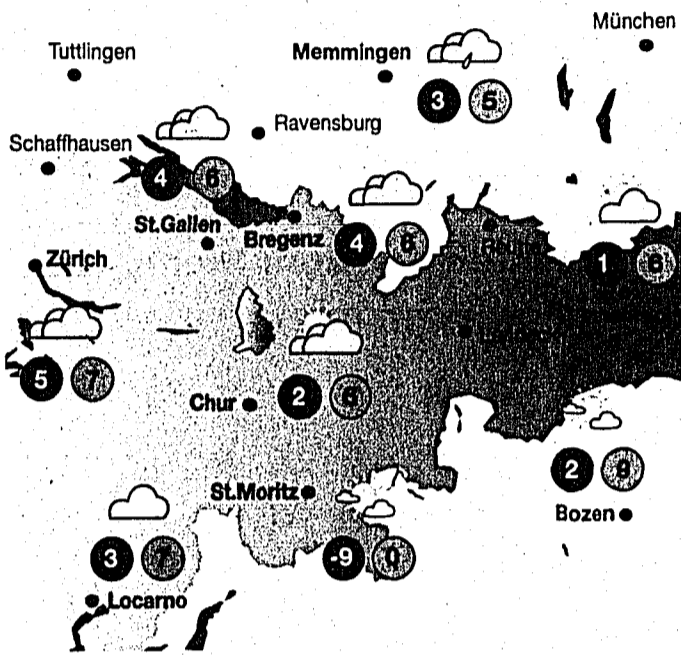 München
Tuttlingen
Memmingen
3 5
Ravensburg
Schaffhausen
4 6
St.Gallen
Bregenz
4 6
1 6
Zürich
5 7
Chur
2 6
2 9
St.Moritz
Bozen
3 7
-9 0
Locarno